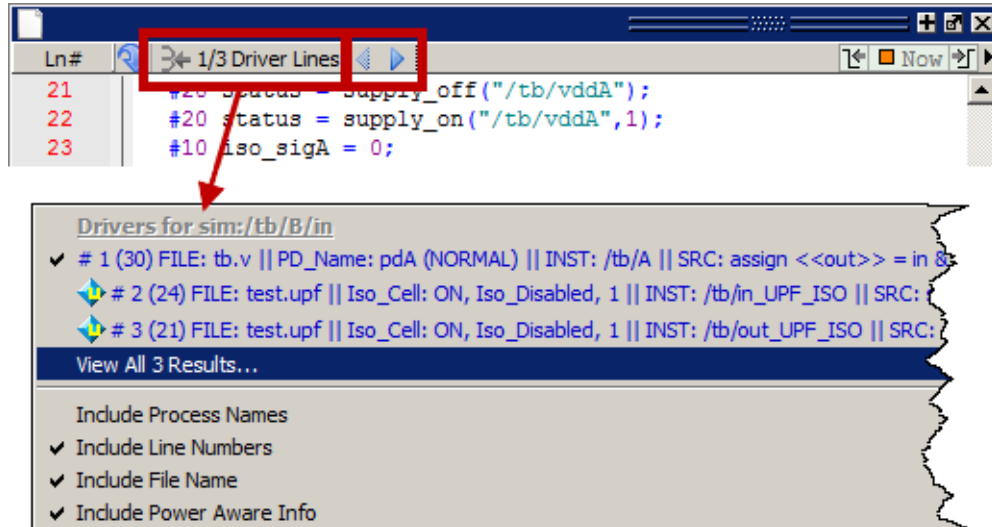 Ln# 1/3 Driver Lines Now
21 #20 status = supply_off("/tb/vddA");
22 #20 status = supply_on("/tb/vddA",1);
23 #10 iso_sigA = 0;
Drivers for sim:/tb/B/in
# 1 (30) FILE: tb.v || PD_Name: pdA (NORMAL) || INST: /tb/A || SRC: assign <<out>> = in &
# 2 (24) FILE: test.upf || Iso_Cell: ON, Iso_Disabled, 1 || INST: /tb/in_UPF_ISO || SRC:
# 3 (21) FILE: test.upf || Iso_Cell: ON, Iso_Disabled, 1 || INST: /tb/out_UPF_ISO || SRC:
View All 3 Results...
Include Process Names
Include Line Numbers
Include File Name
Include Power Aware Info